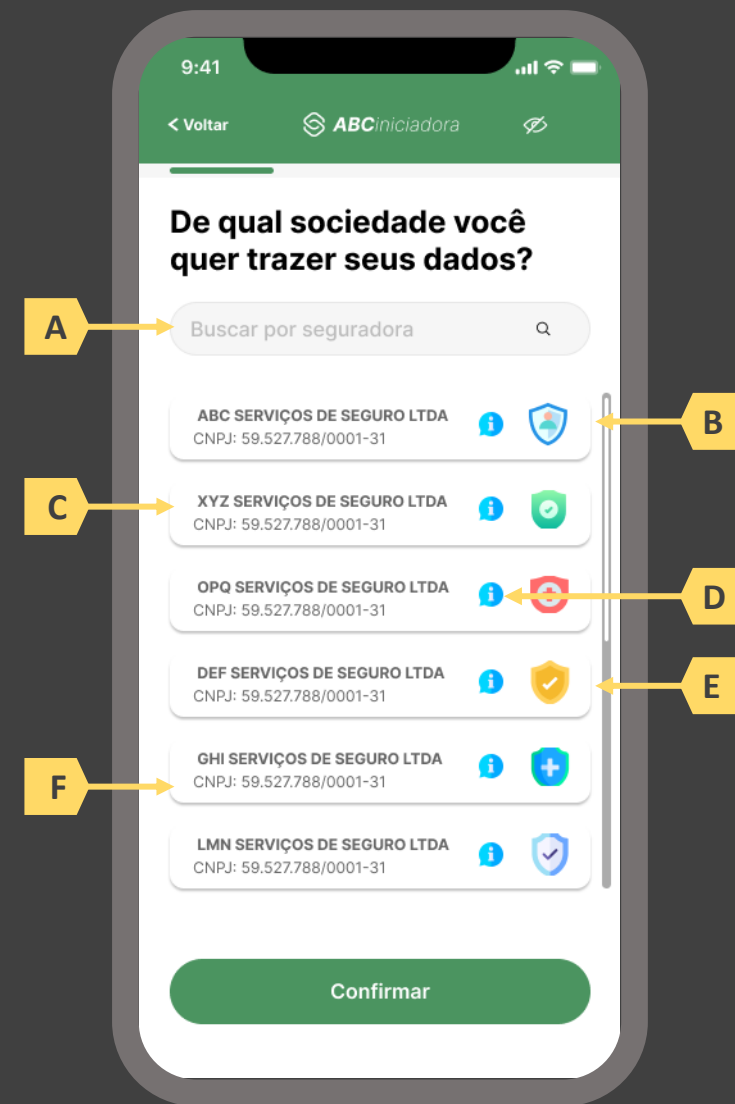 9:41
< Voltar
ABCiniciadora
De qual sociedade você
quer trazer seus dados?
A
Buscar por seguradora
ABC SERVIÇOS DE SEGURO LTDA
CNPJ: 59.527.788/0001-31
B
C
XYZ SERVIÇOS DE SEGURO LTDA
CNPJ: 59.527.788/0001-31
OPQ SERVIÇOS DE SEGURO LTDA
CNPJ: 59.527.788/0001-31
D
DEF SERVIÇOS DE SEGURO LTDA
CNPJ: 59.527.788/0001-31
E
GHI SERVIÇOS DE SEGURO LTDA
CNPJ: 59.527.788/0001-31
F
LMN SERVIÇOS DE SEGURO LTDA
CNPJ: 59.527.788/0001-31
Confirmar